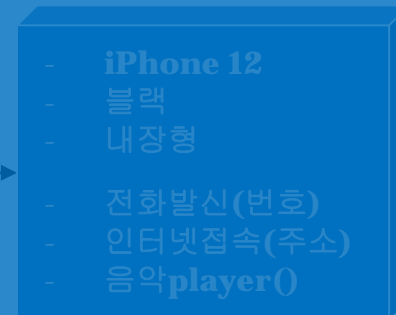 - iPhone 12
- 블랙
- 내장형
- 전화발신(번호)
- 인터넷접속(주소)
- 음악player()